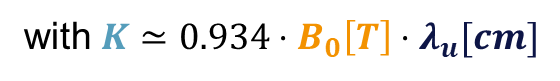 with K ≃ 0.934 · B₀[T] · λᵤ[cm]